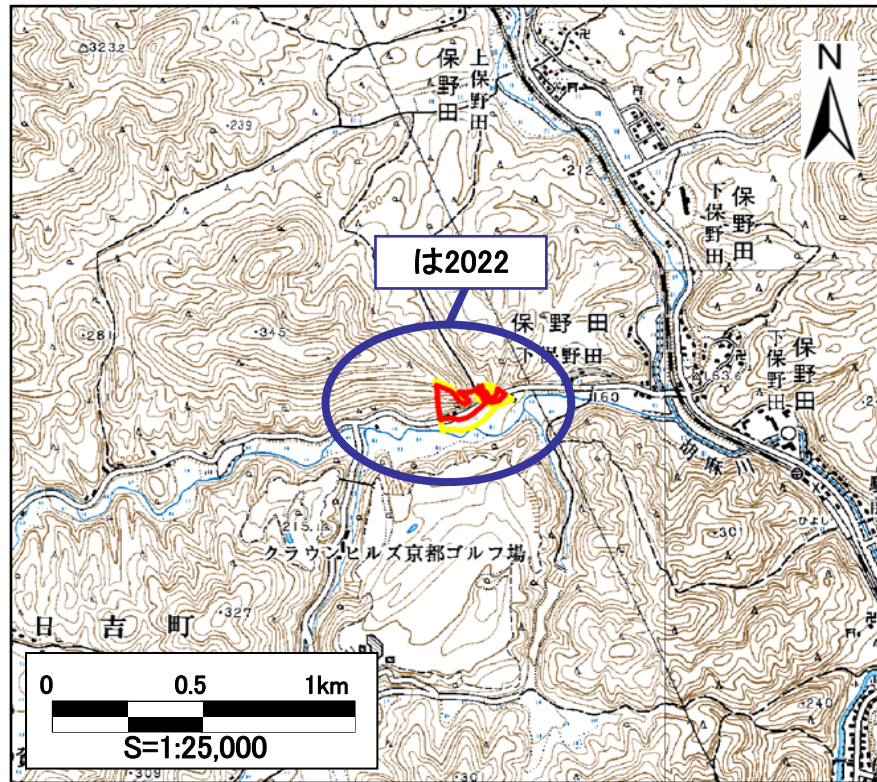 △323.2
保野田
上保野田
N
・239
・212
200
保野田
下保野田
は2022
・281
・345
保野田
下保野田
△153.6
保野田
下保野田
160
胡麻川
・301
ひよし
215.1
クラウンヒルズ京都ゴルフ場
・327
日吉町
・240
0 0.5 1km
S=1:25,000
・309